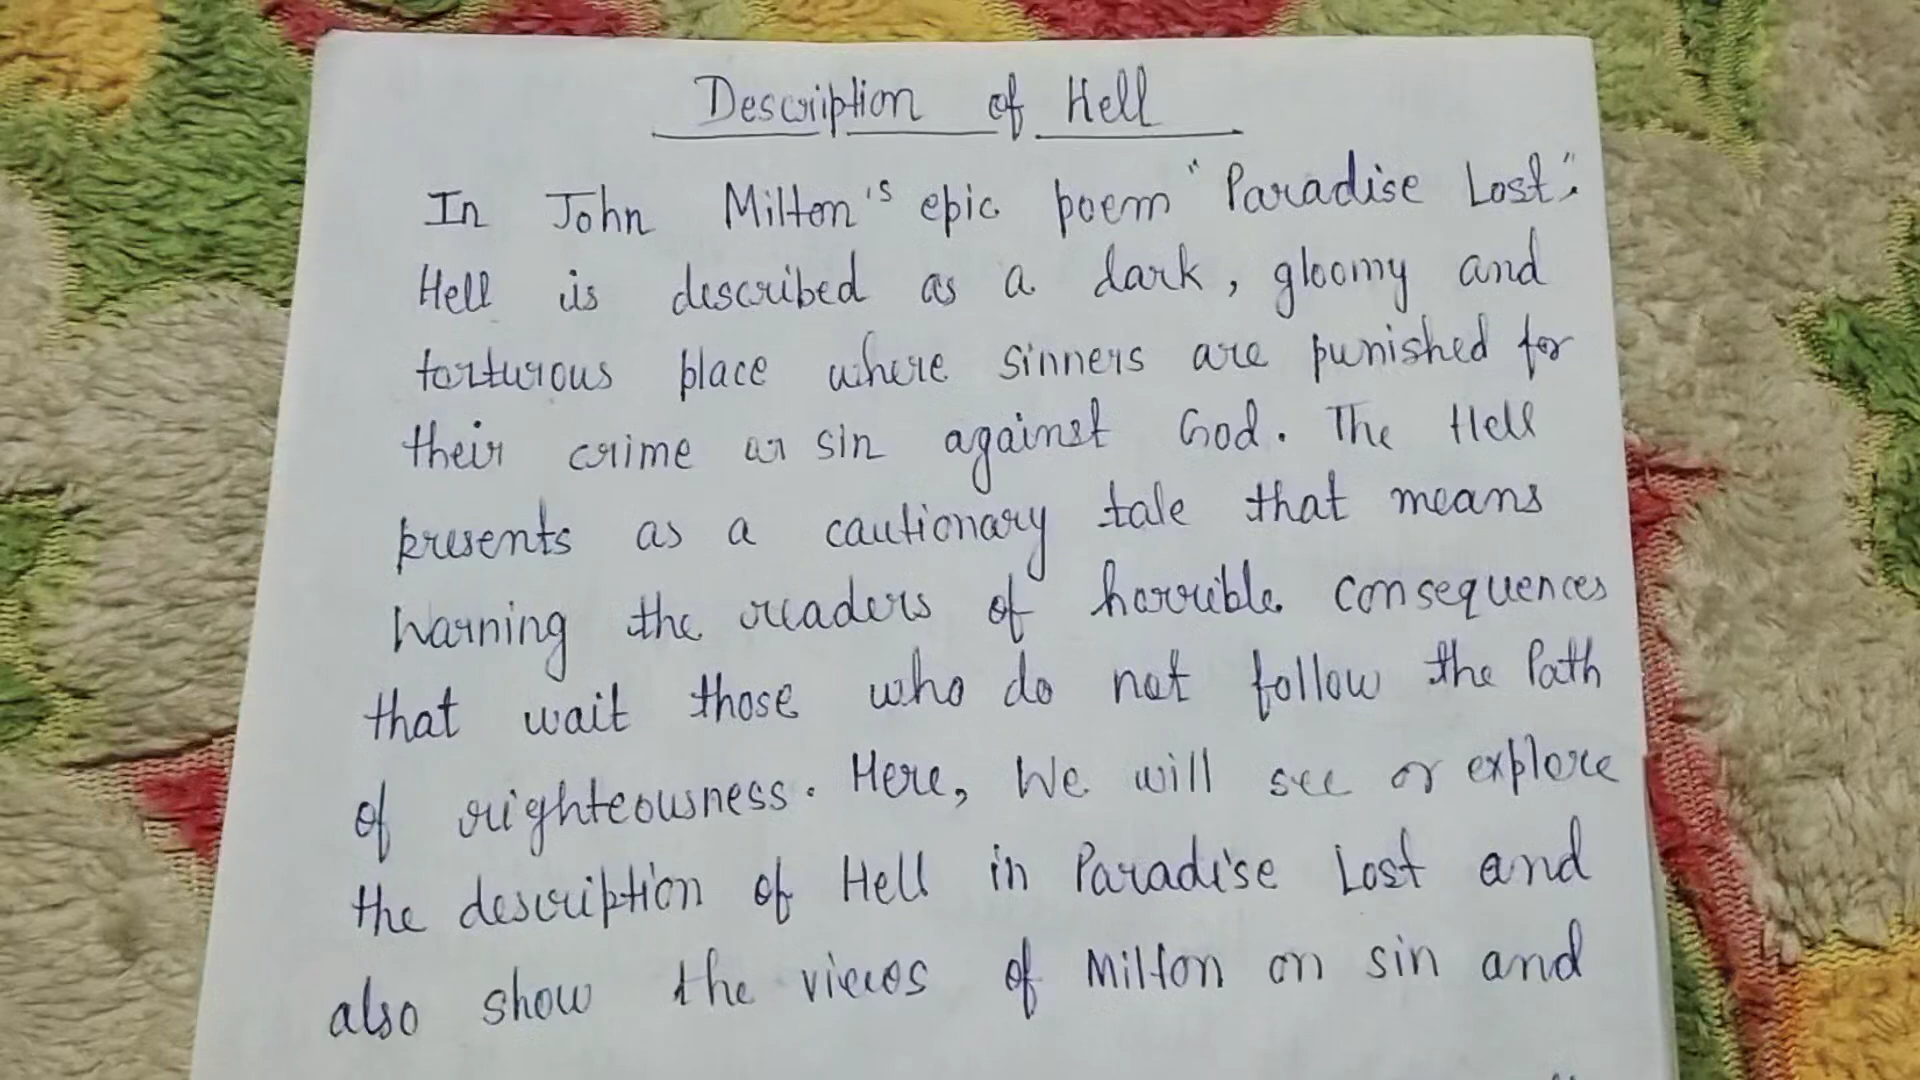 Description of Hell
In John Milton's epic poem "Paradise Lost".
Hell is described as a dark, gloomy and
torturous place where sinners are punished for
their crime or sin against God. The Hell
presents as a cautionary tale that means
Warning the readers of horrible consequences
that wait those who do not follow the Path
of righteousness. Here, We will see or explore
the description of Hell in Paradise Lost and
also show the views of Milton on sin and